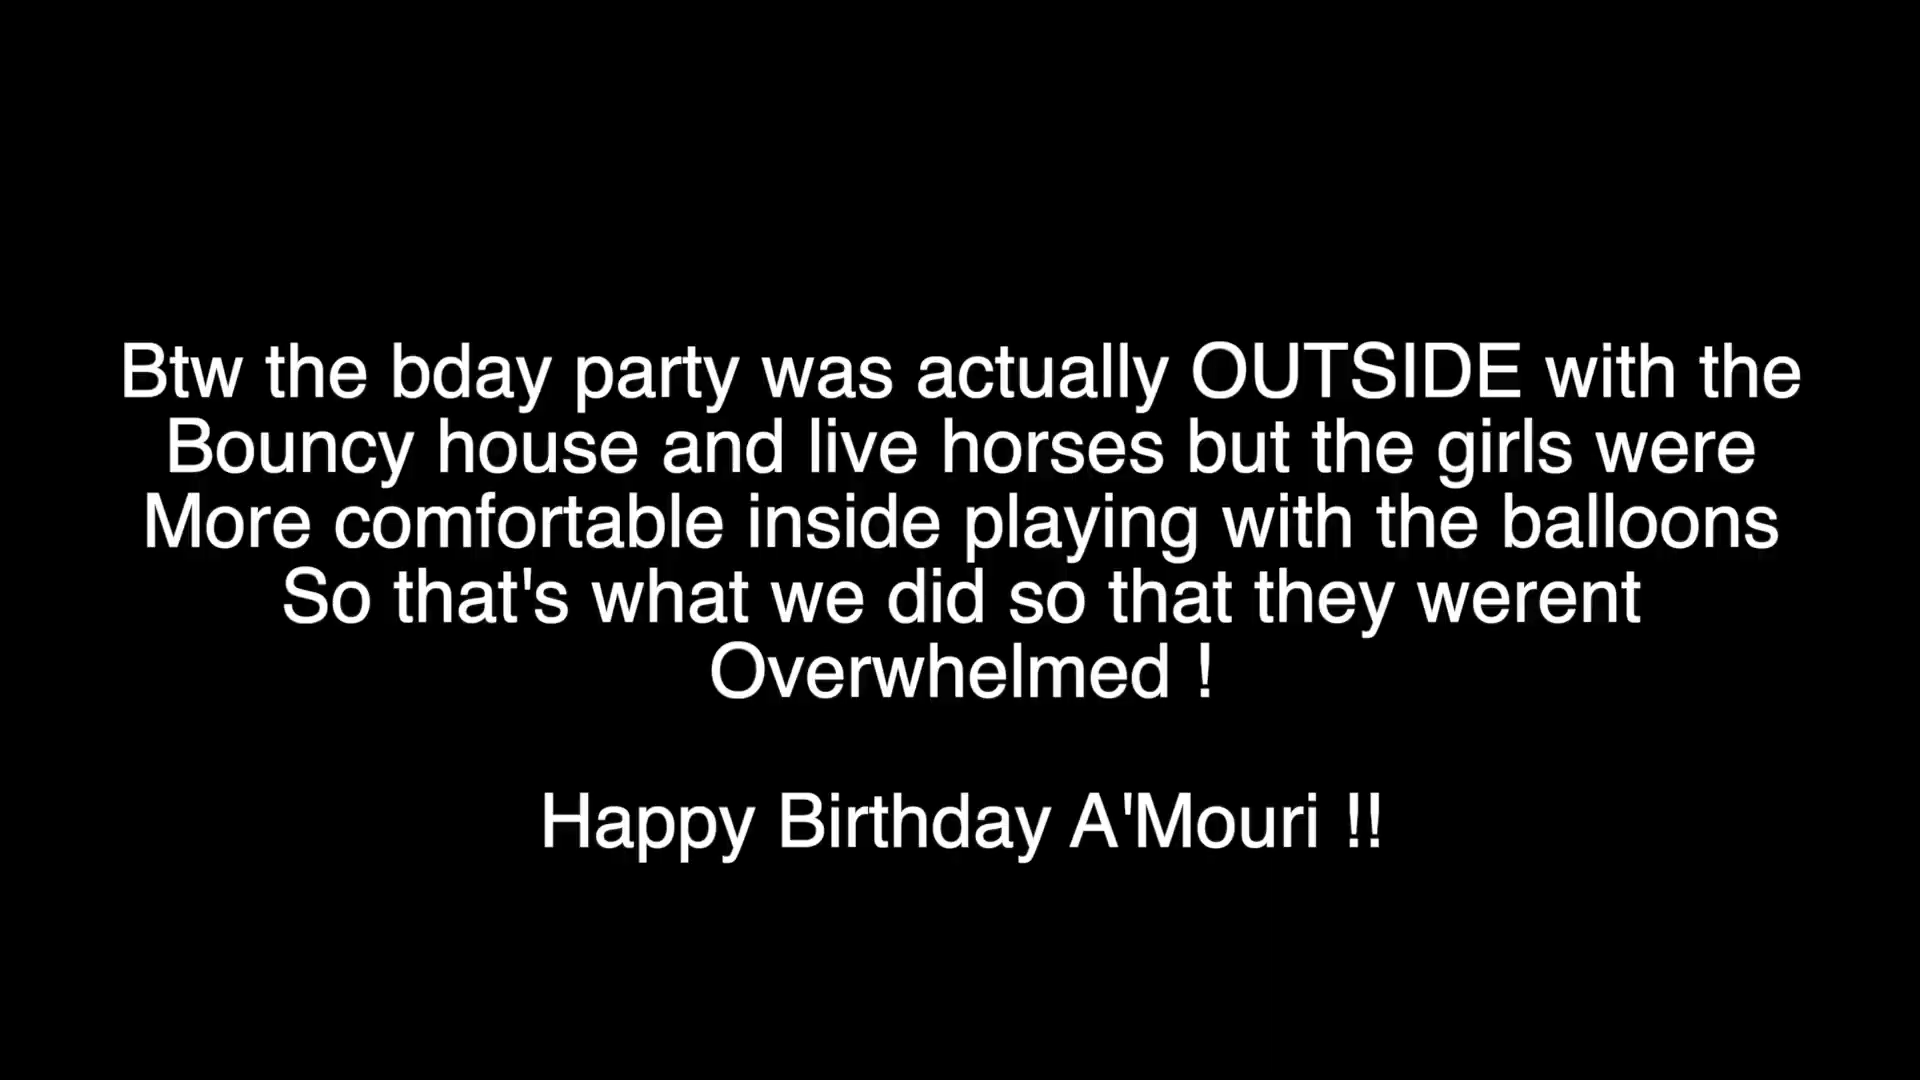 Btw the bday party was actually OUTSIDE with the
Bouncy house and live horses but the girls were
More comfortable inside playing with the balloons
So that's what we did so that they werent
Overwhelmed !
Happy Birthday A'Mouri !!